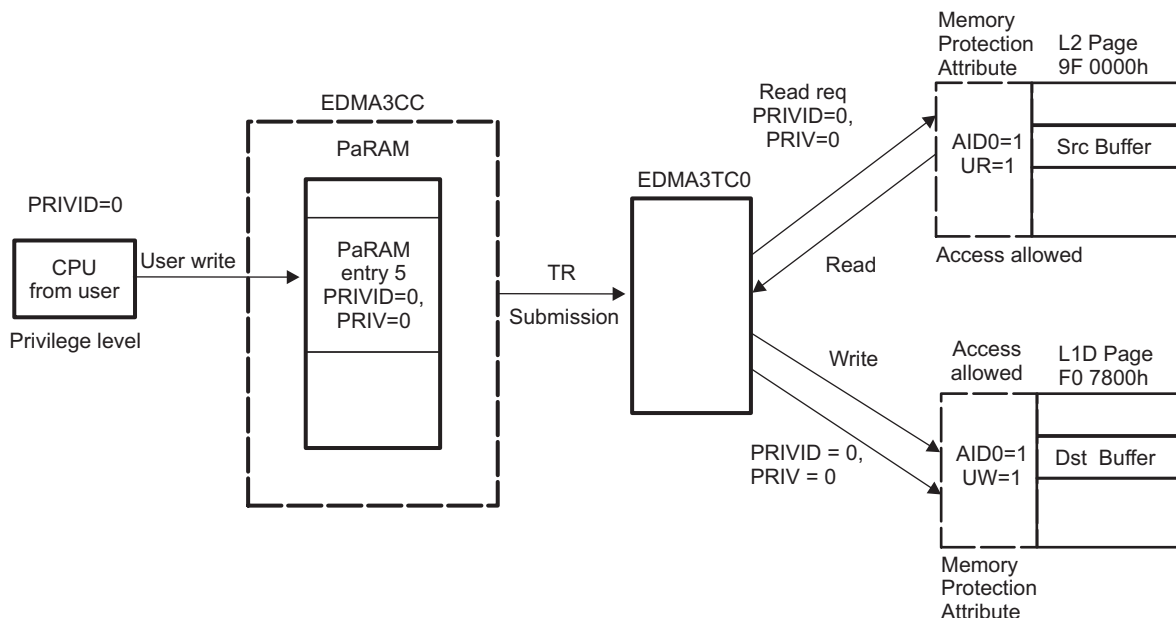 PRIVID=0
CPU
from user
Privilege level
User write
EDMA3CC
PaRAM
PaRAM
entry 5
PRIVID=0,
PRIV=0
TR
Submission
EDMA3TC0
Read req
PRIVID=0,
PRIV=0
Read
Write
PRIVID = 0,
PRIV = 0
Memory
Protection
Attribute
L2 Page
9F 0000h
AID0=1
UR=1
Src Buffer
Access allowed
Access
allowed
L1D Page
F0 7800h
AID0=1
UW=1
Dst Buffer
Memory
Protection
Attribute